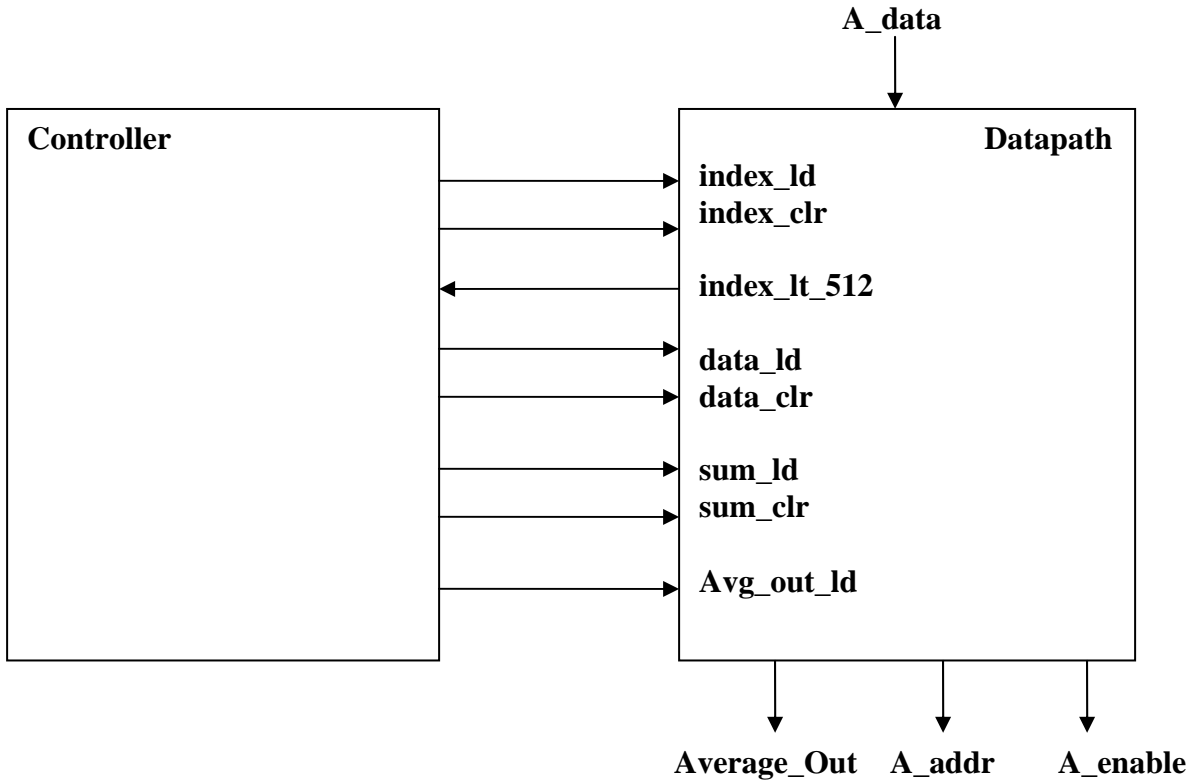 A_data
Controller
Datapath
index_ld
index_clr
index_lt_512
data_ld
data_clr
sum_ld
sum_clr
Avg_out_ld
Average_Out A_addr A_enable